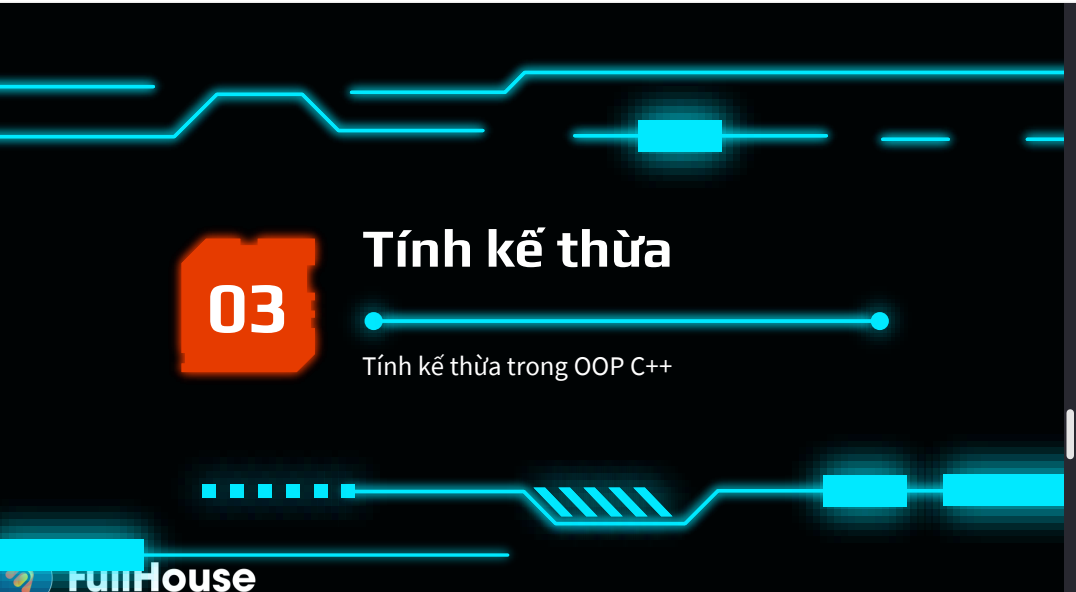 03
Tính kế thừa
Tính kế thừa trong OOP C++
FullHouse